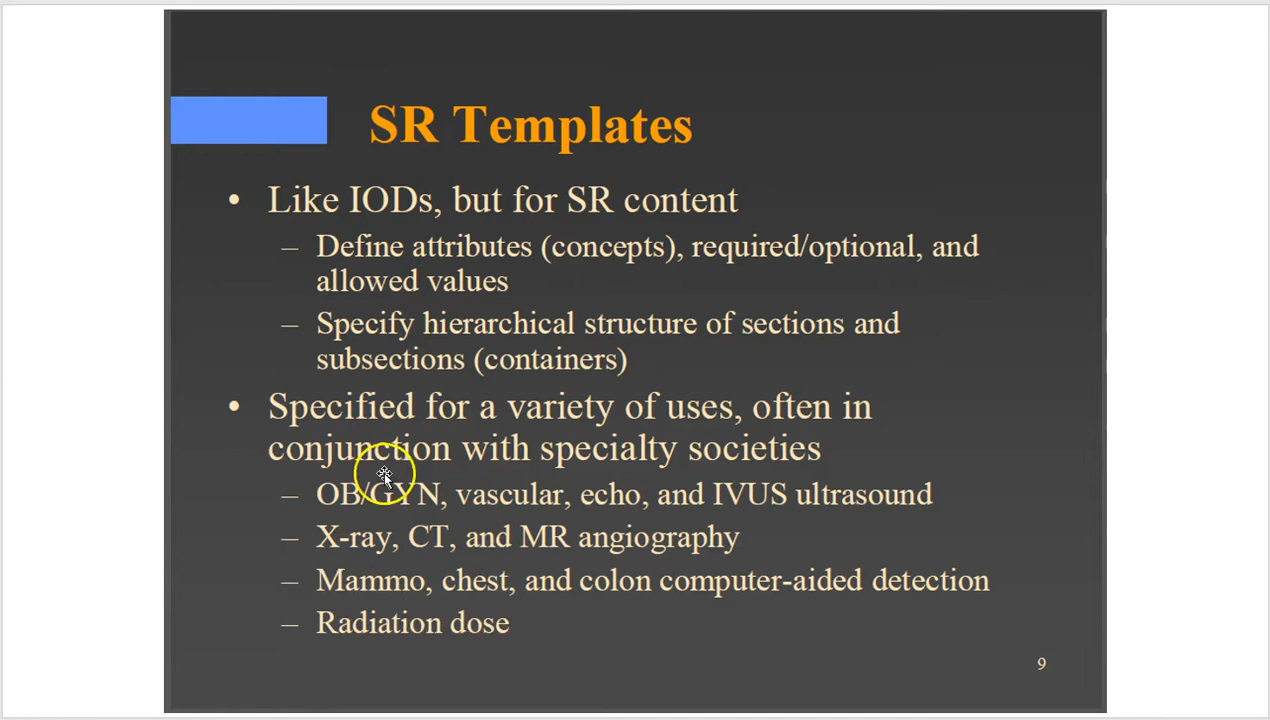 SR Templates
• Like IODs, but for SR content
– Define attributes (concepts), required/optional, and
allowed values
– Specify hierarchical structure of sections and
subsections (containers)
• Specified for a variety of uses, often in
conjunction with specialty societies
– OB/GYN, vascular, echo, and IVUS ultrasound
– X-ray, CT, and MR angiography
– Mammo, chest, and colon computer-aided detection
– Radiation dose
9